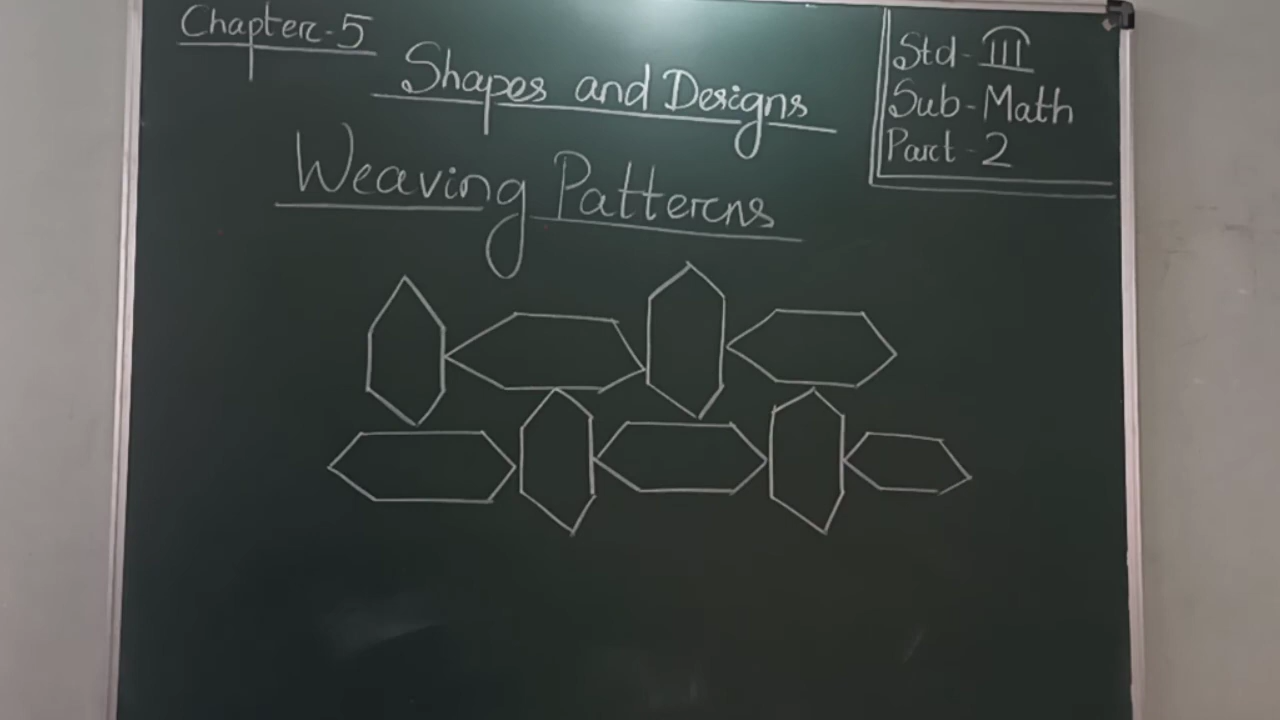 Chapter-5
Shapes and Designs
Weaving Patterns
Std-III
Sub-Math
Part-2